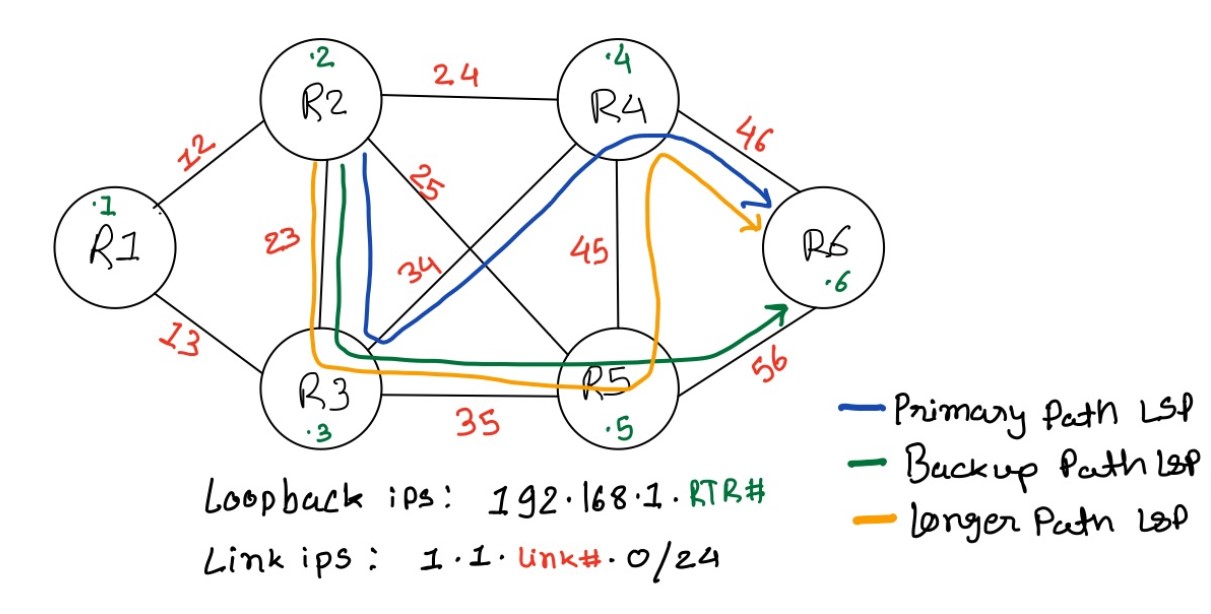 ·2
R2
24
·4
R4
46
12
25
·1
R1
23
34
45
R6
·6
13
R3
·3
35
R5
·5
56
Primary Path LSP
Backup Path LSP
Longer Path LSP
Loopback ips: 192.168.1.RTR#
Link ips: 1.1.Link#.0/24